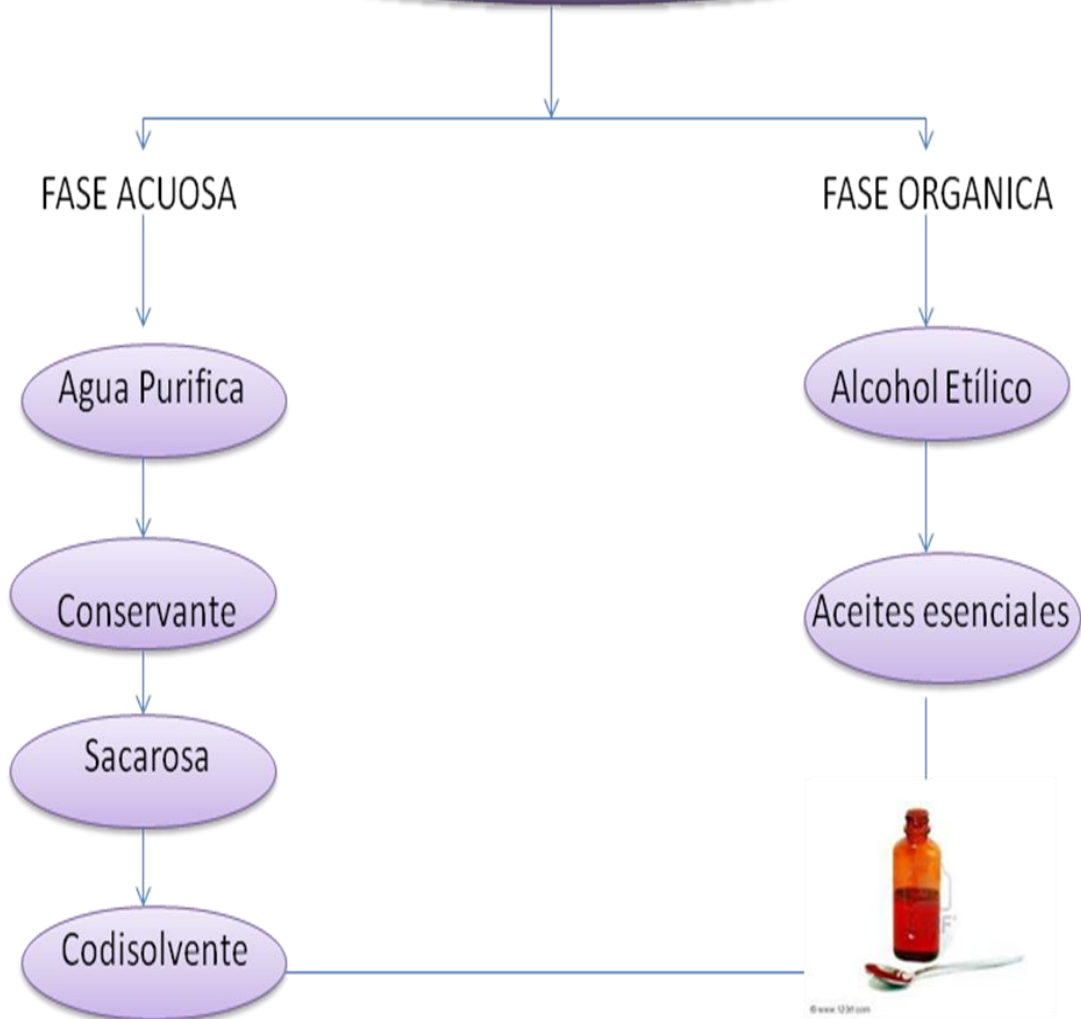 FASE ACUOSA
FASE ORGANICA
Agua Purifica
Alcohol Etílico
Conservante
Aceites esenciales
Sacarosa
Codisolvente